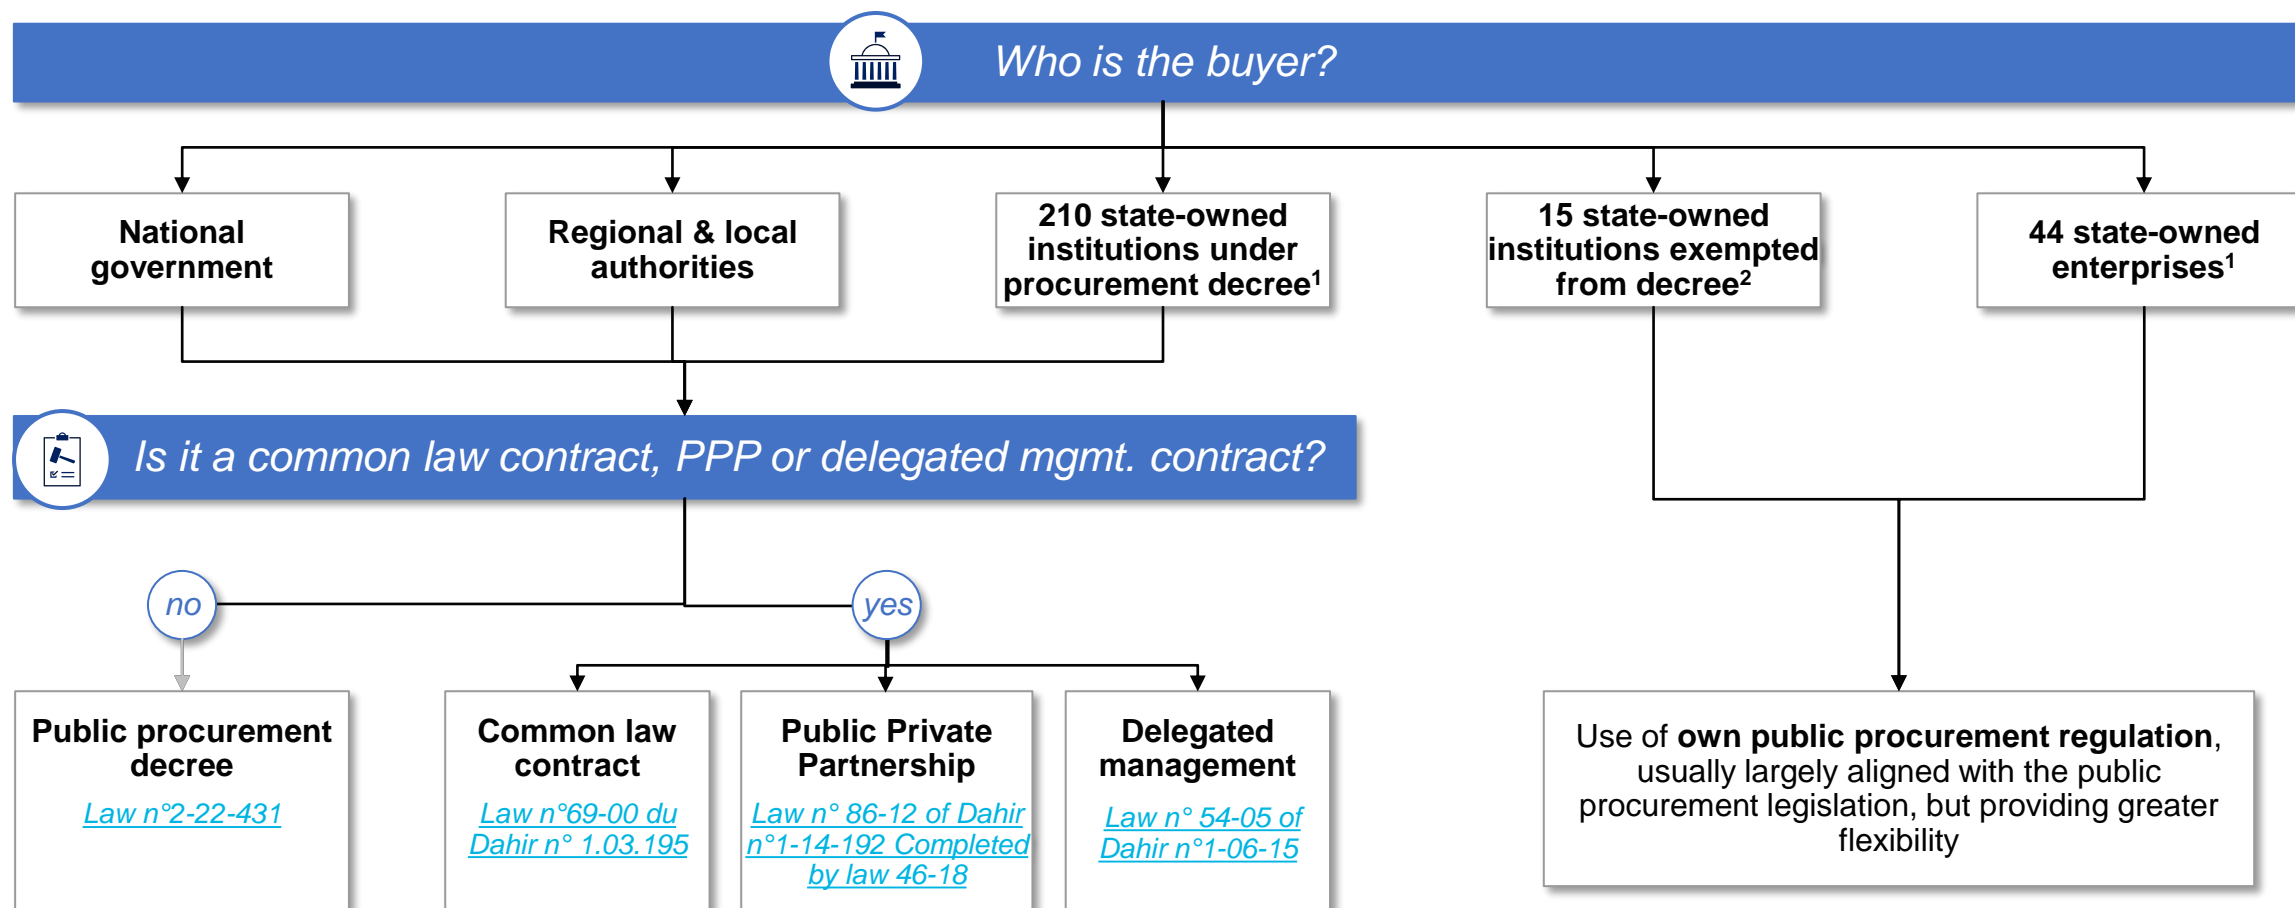 Who is the buyer?
National
government
Regional & local
authorities
210 state-owned
institutions under
procurement decree¹
15 state-owned
institutions exempted
from decree²
44 state-owned
enterprises¹
Is it a common law contract, PPP or delegated mgmt. contract?
no
yes
Public procurement
decree
Law n°2-22-431
Common law
contract
Law n°69-00 du
Dahir n° 1.03.195
Public Private
Partnership
Law n° 86-12 of Dahir
n°1-14-192 Completed
by law 46-18
Delegated
management
Law n° 54-05 of
Dahir n°1-06-15
Use of own public procurement regulation,
usually largely aligned with the public
procurement legislation, but providing greater
flexibility